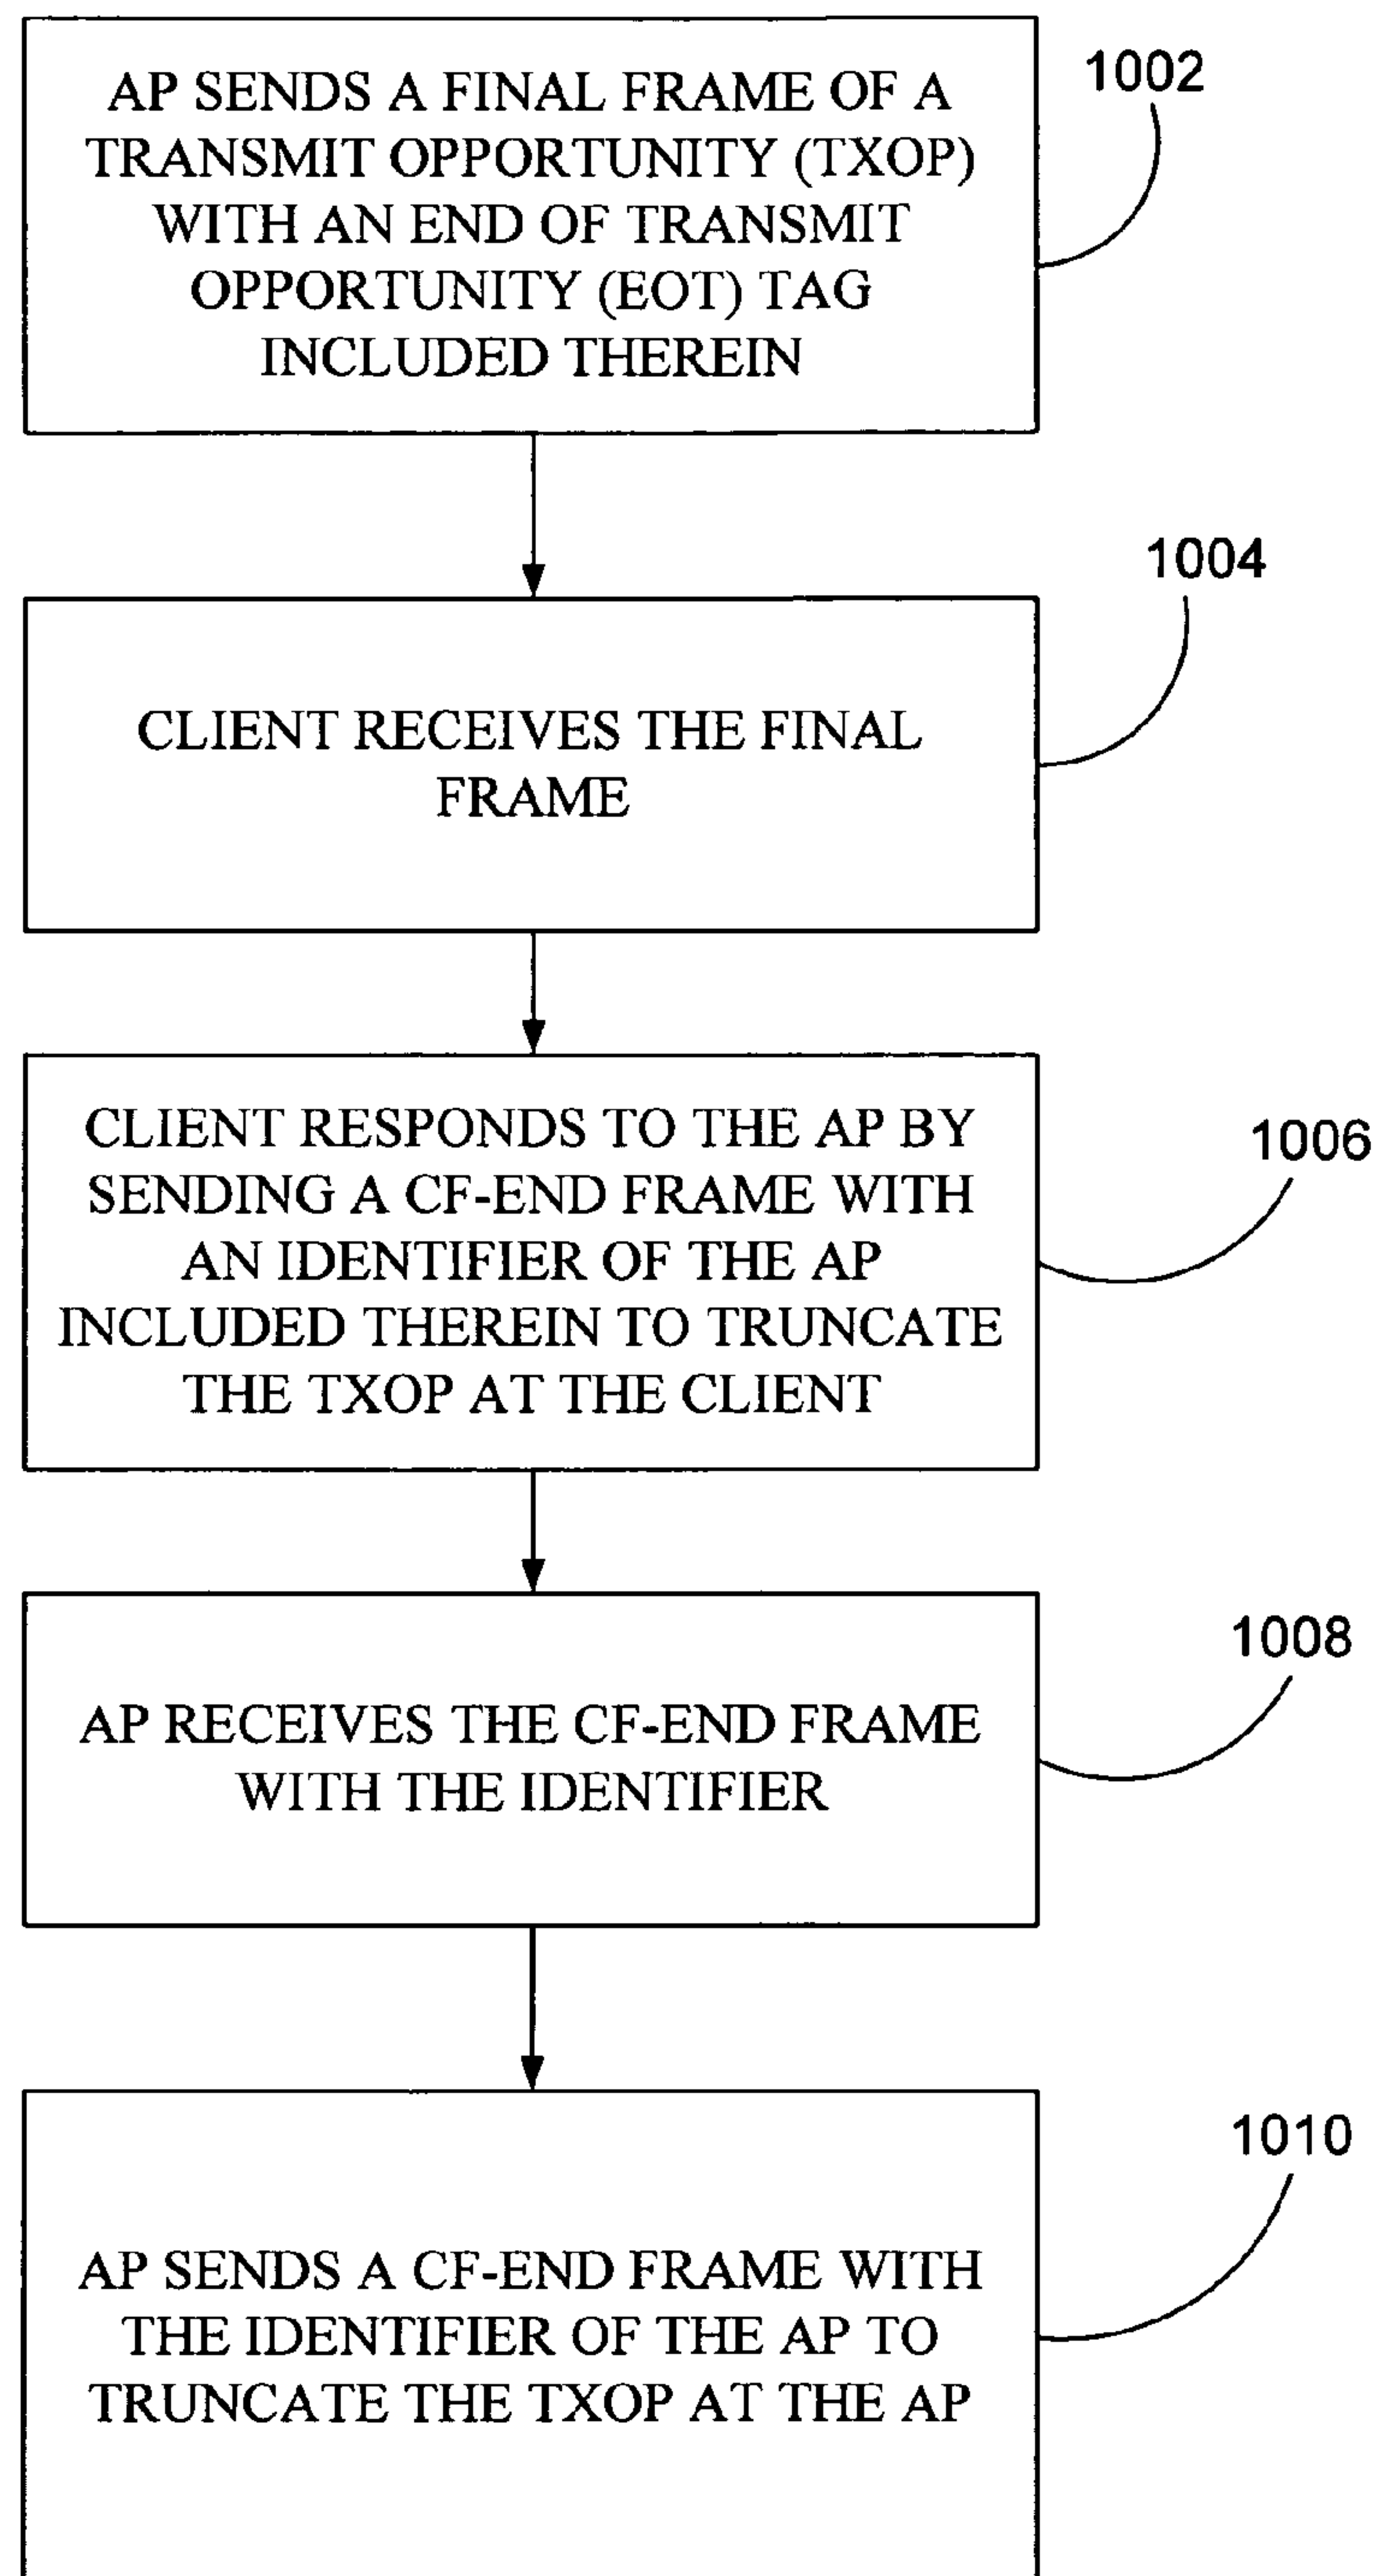 AP SENDS A FINAL FRAME OF A
TRANSMIT OPPORTUNITY (TXOP)
WITH AN END OF TRANSMIT
OPPORTUNITY (EOT) TAG
INCLUDED THEREIN
1002
CLIENT RECEIVES THE FINAL
FRAME
1004
CLIENT RESPONDS TO THE AP BY
SENDING A CF-END FRAME WITH
AN IDENTIFIER OF THE AP
INCLUDED THEREIN TO TRUNCATE
THE TXOP AT THE CLIENT
1006
AP RECEIVES THE CF-END FRAME
WITH THE IDENTIFIER
1008
AP SENDS A CF-END FRAME WITH
THE IDENTIFIER OF THE AP TO
TRUNCATE THE TXOP AT THE AP
1010